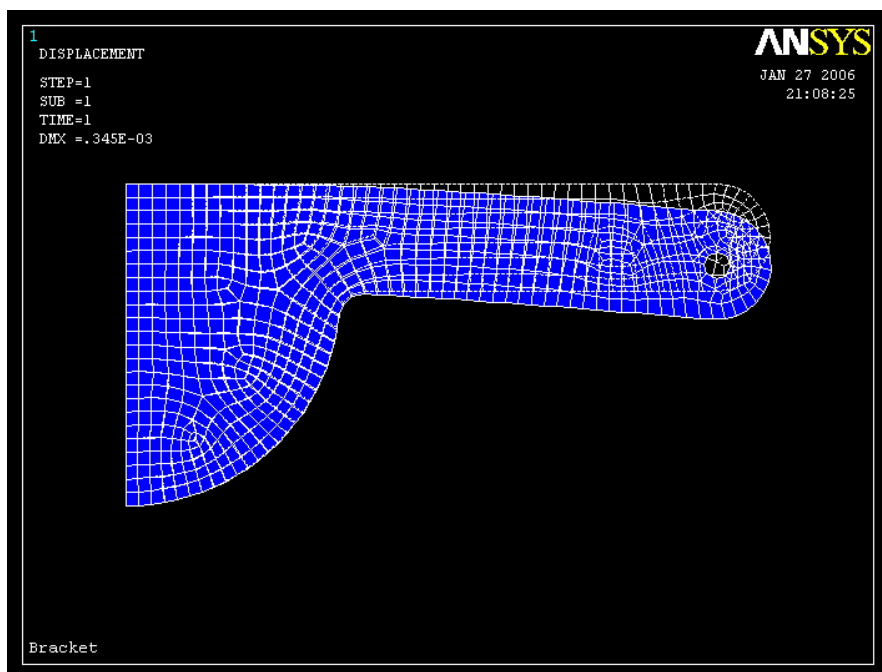 1
DISPLACEMENT
STEP=1
SUB =1
TIME=1
DMX =.345E-03
ANSYS
JAN 27 2006
21:08:25
Bracket